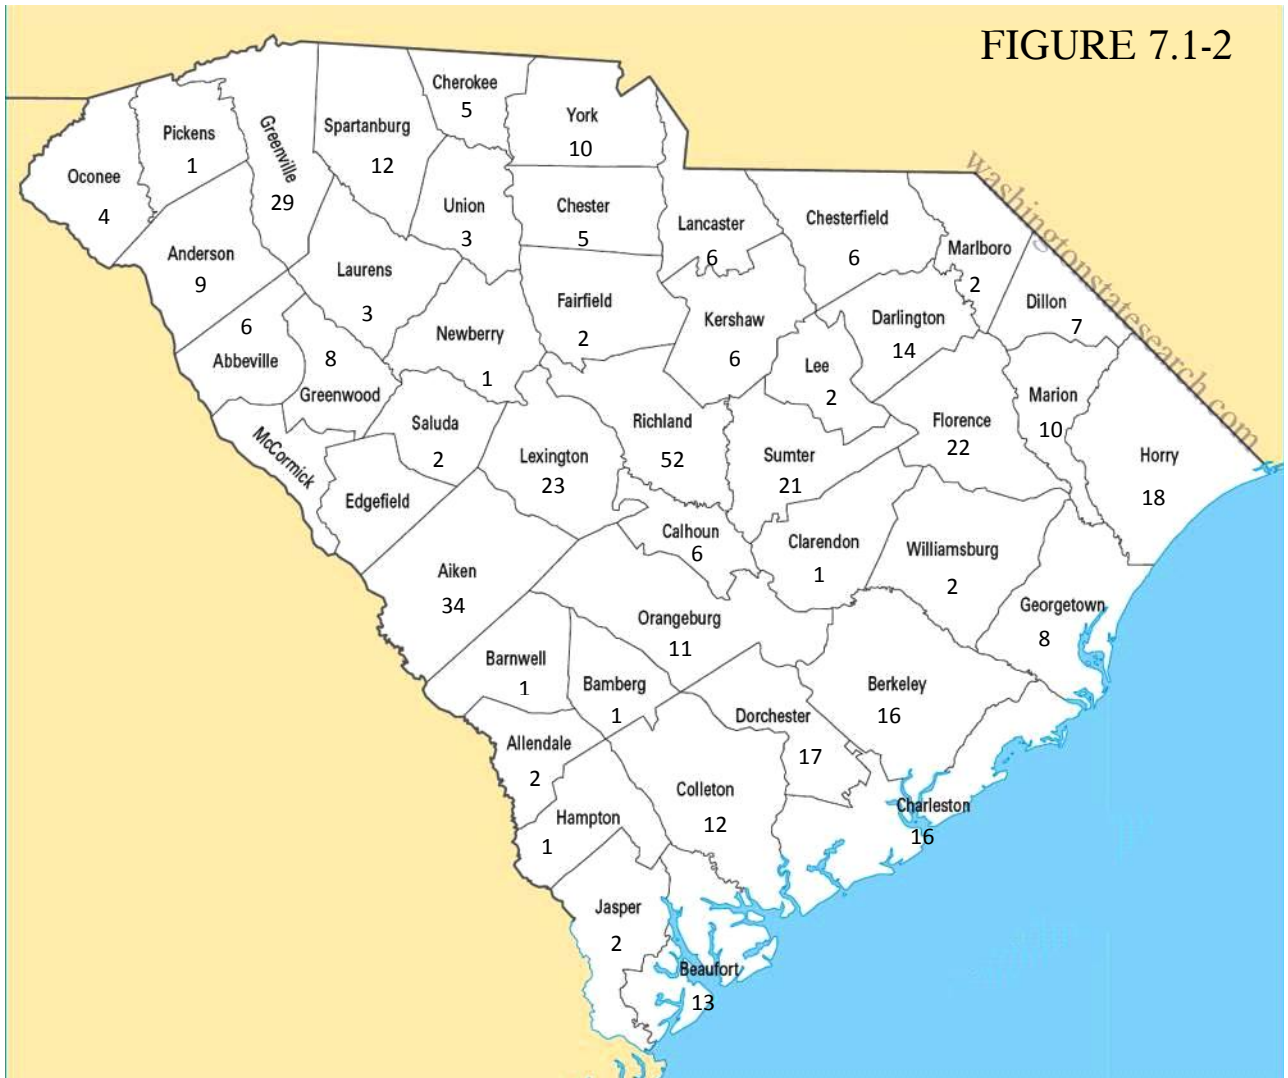 FIGURE 7.1-2
Cherokee
5
York
10
Greenville
29
Spartanburg
12
Pickens
1
Oconee
4
Union
3
Chester
5
Lancaster
6
Chesterfield
6
Marlboro
2
washingtonstatesearch.com
Anderson
9
Laurens
3
Fairfield
2
Kershaw
6
Darlington
14
Dillon
7
6
Abbeville
8
Greenwood
Newberry
1
Lee
2
Marion
10
Saluda
2
Richland
52
Florence
22
McCormick
Lexington
23
Sumter
21
Horry
18
Edgefield
Calhoun
6
Clarendon
1
Williamsburg
2
Aiken
34
Orangeburg
11
Georgetown
8
Barnwell
1
Bamberg
1
Berkeley
16
Dorchester
17
Allendale
2
Colleton
12
Charleston
16
Hampton
1
Jasper
2
Beaufort
13